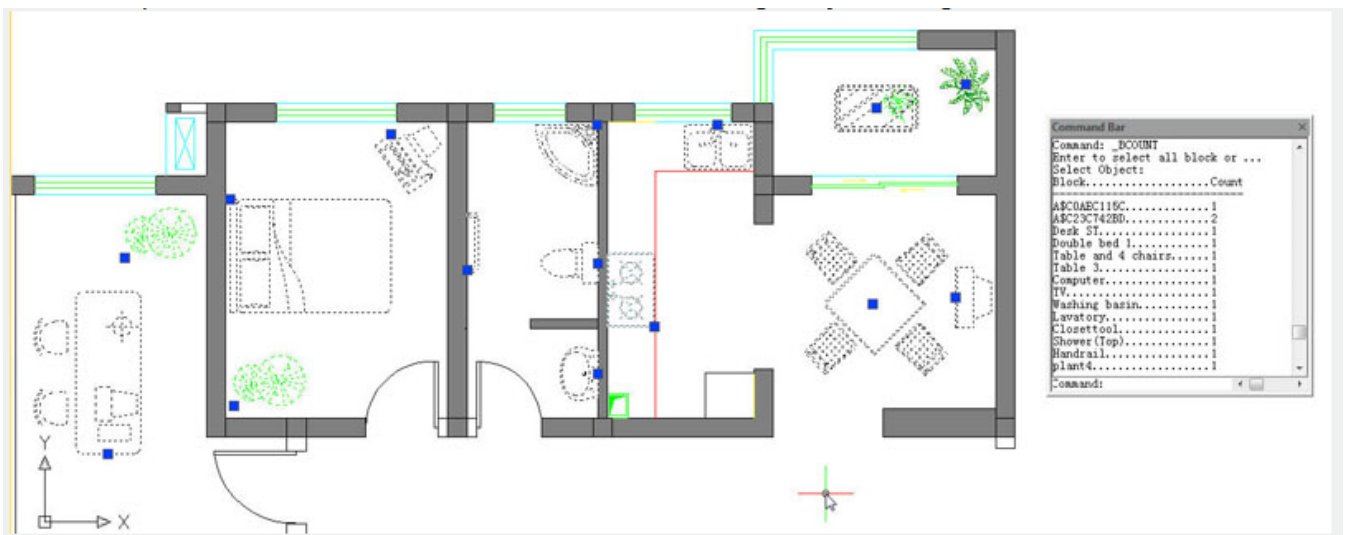 Command Bar
Command: _BCOUNT
Enter to select all block or ...
Select Object:
Block..................Count
A$C0AEC115C.............1
A$C23C742BD.............2
Desk ST.................1
Double bed 1............1
Table and 4 chairs......1
Table 3.................1
Computer................1
TV......................1
Washing basin...........1
Lavatory................1
Closettool..............1
Shower(Top).............1
Handrail................1
plant4..................1
Command:
Y
X